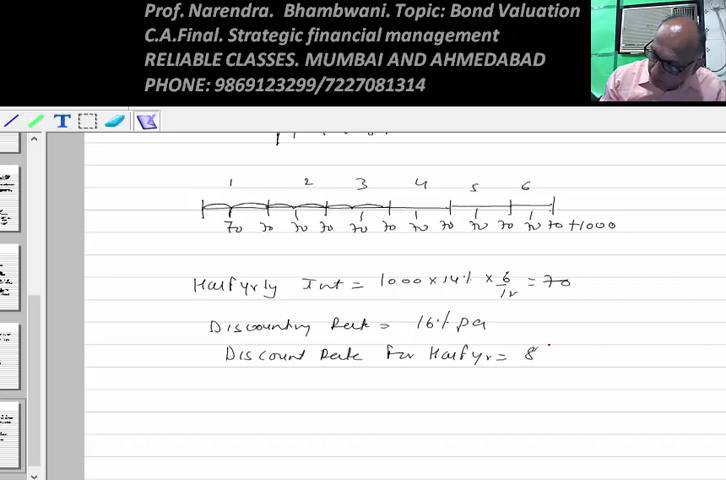 Prof. Narendra. Bhambwani. Topic: Bond Valuation
C.A.Final. Strategic financial management
RELIABLE CLASSES. MUMBAI AND AHMEDABAD
PHONE: 9869123299/7227081314
T
1 2 3 4 5 6
70 70 70 70 70 70 70 70 70 70 70 70 +1000
Halfyrly Int = 1000 x 14% x 6/12 = 70
Discounting Rate = 16% pa
Discount Rate For Halfyr = 8